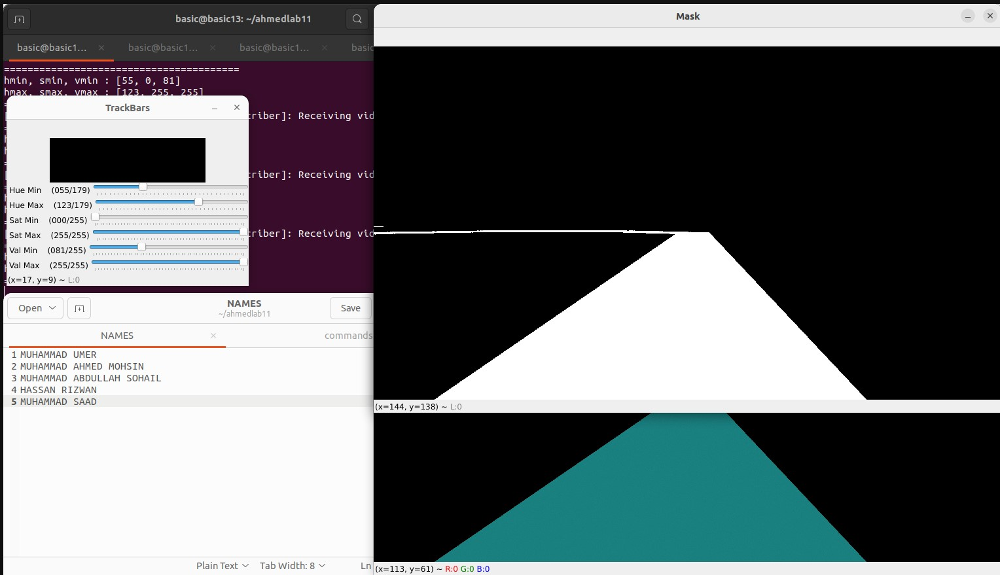 basic@basic13: ~/ahmedlab11
basic@basic1... × basic@basic1... × basic@basic1... × basic
========================================
hmin, smin, vmin : [55, 0, 81]
hmax, smax, vmax : [123, 255, 255]
TrackBars
criber]: Receiving vid
criber]: Receiving vid
criber]: Receiving vid
Hue Min (055/179)
Hue Max (123/179)
Sat Min (000/255)
Sat Max (255/255)
Val Min (081/255)
Val Max (255/255)
(x=17, y=9) ~ L:0
Open
NAMES
~/ahmedlab11
Save
NAMES × commands
1 MUHAMMAD UMER
2 MUHAMMAD AHMED MOHSIN
3 MUHAMMAD ABDULLAH SOHAIL
4 HASSAN RIZWAN
5 MUHAMMAD SAAD
Plain Text Tab Width: 8 Ln
Mask
(x=144, y=138) ~ L:0
(x=113, y=61) ~ R:0 G:0 B:0